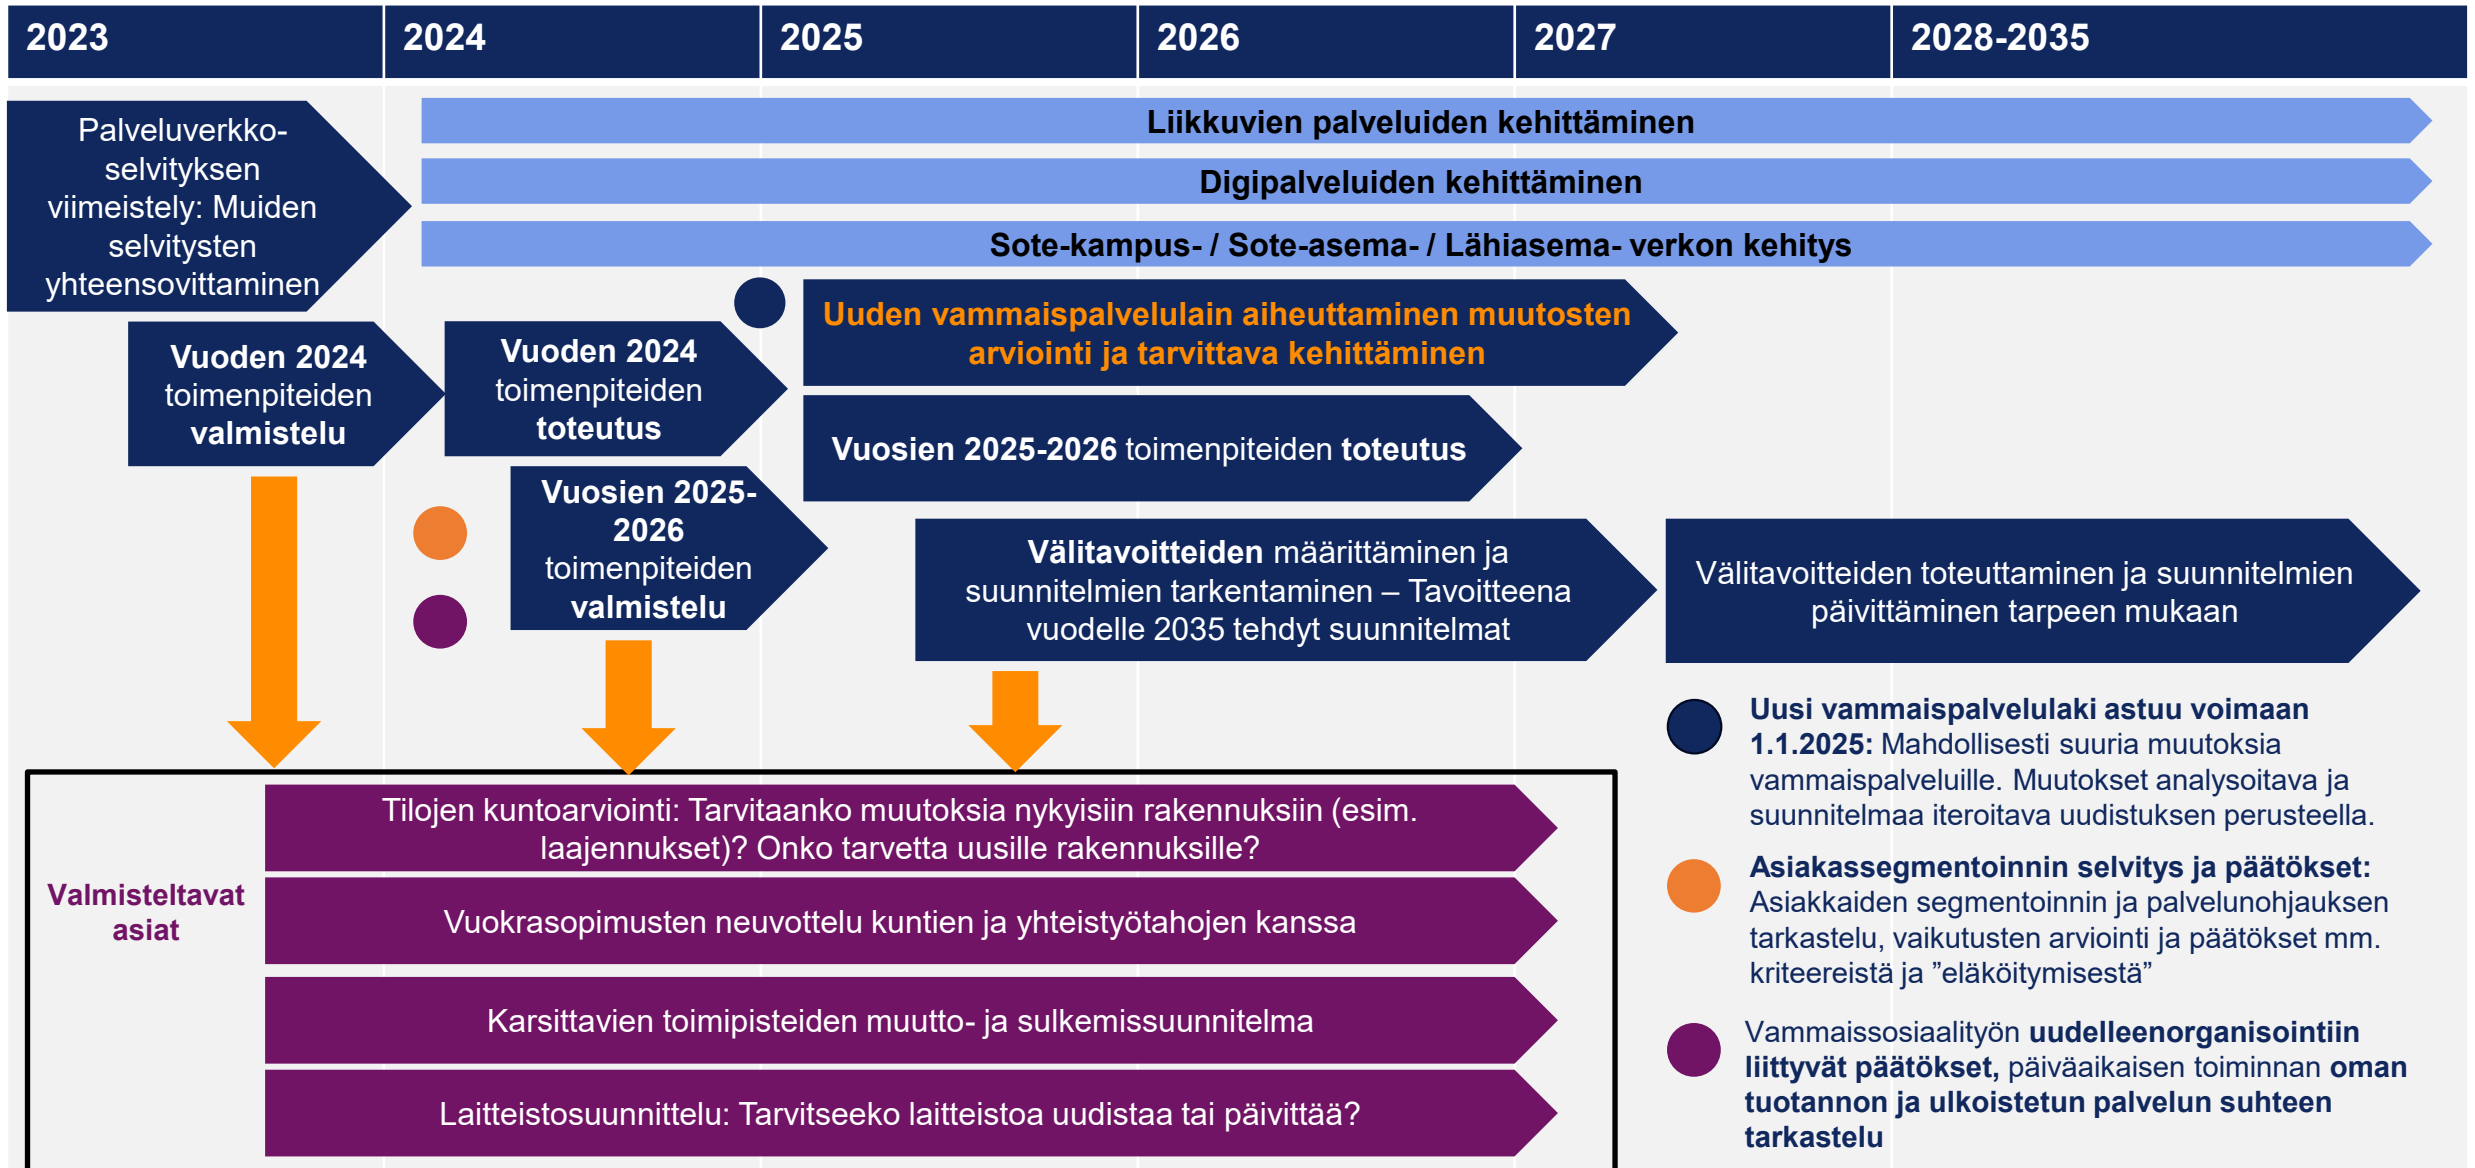 2023
2024
2025
2026
2027
2028-2035
Palveluverkko-
selvityksen
viimeistely: Muiden
selvitysten
yhteensovittaminen
Liikkuvien palveluiden kehittäminen
Digipalveluiden kehittäminen
Sote-kampus- / Sote-asema- / Lähiasema- verkon kehitys
Uuden vammaispalvelulain aiheuttaminen muutosten
arviointi ja tarvittava kehittäminen
Vuoden 2024
toimenpiteiden
valmistelu
Vuoden 2024
toimenpiteiden
toteutus
Vuosien 2025-2026 toimenpiteiden toteutus
Vuosien 2025-
2026
toimenpiteiden
valmistelu
Välitavoitteiden määrittäminen ja
suunnitelmien tarkentaminen – Tavoitteena
vuodelle 2035 tehdyt suunnitelmat
Välitavoitteiden toteuttaminen ja suunnitelmien
päivittäminen tarpeen mukaan
Valmisteltavat
asiat
Tilojen kuntoarviointi: Tarvitaanko muutoksia nykyisiin rakennuksiin (esim.
laajennukset)? Onko tarvetta uusille rakennuksille?
Vuokrasopimusten neuvottelu kuntien ja yhteistyötahojen kanssa
Karsittavien toimipisteiden muutto- ja sulkemissuunnitelma
Laitteistosuunnittelu: Tarvitseeko laitteistoa uudistaa tai päivittää?
Uusi vammaispalvelulaki astuu voimaan
1.1.2025: Mahdollisesti suuria muutoksia
vammaispalveluille. Muutokset analysoitava ja
suunnitelmaa iteroitava uudistuksen perusteella.
Asiakassegmentoinnin selvitys ja päätökset:
Asiakkaiden segmentoinnin ja palvelunohjauksen
tarkastelu, vaikutusten arviointi ja päätökset mm.
kriteereistä ja ”eläköitymisestä”
Vammaissosiaalityön uudelleenorganisointiin
liittyvät päätökset, päiväaikaisen toiminnan oman
tuotannon ja ulkoistetun palvelun suhteen
tarkastelu